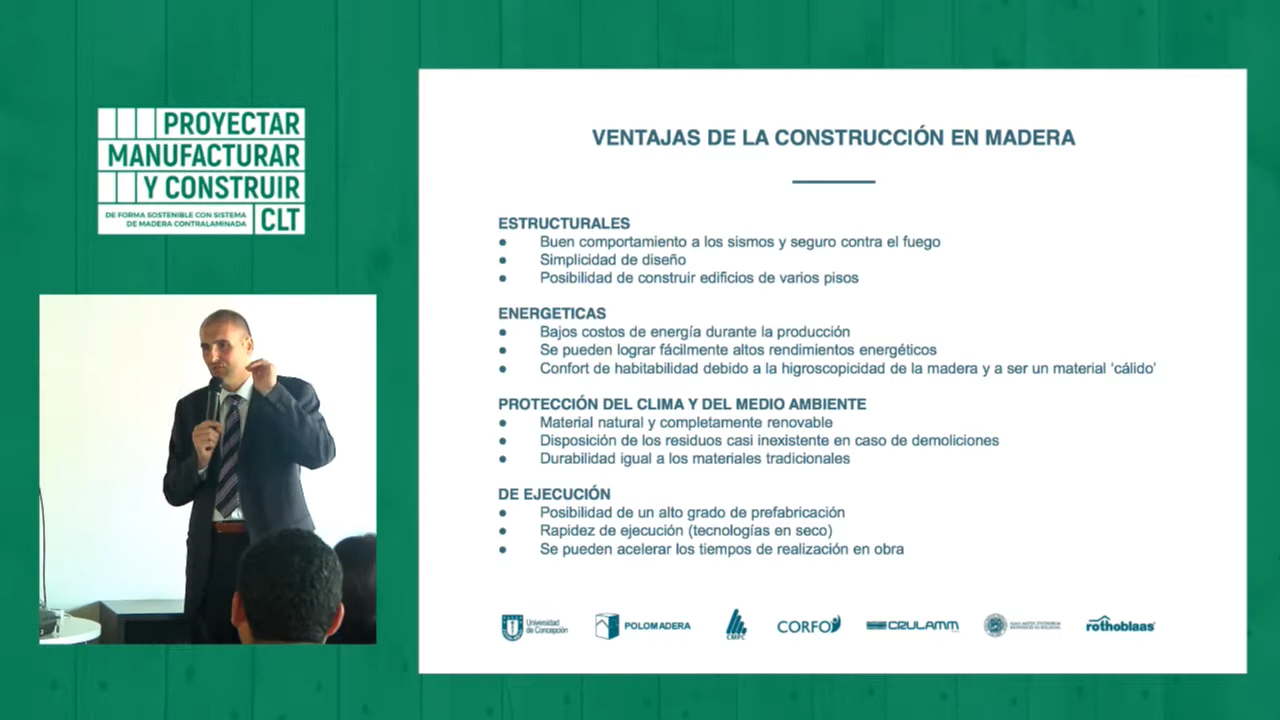 PROYECTAR
MANUFACTURAR
Y CONSTRUIR
DE FORMA SOSTENIBLE CON SISTEMA
DE MADERA CONTRALAMINADA
CLT
VENTAJAS DE LA CONSTRUCCIÓN EN MADERA
ESTRUCTURALES
● Buen comportamiento a los sismos y seguro contra el fuego
● Simplicidad de diseño
● Posibilidad de construir edificios de varios pisos
ENERGETICAS
● Bajos costos de energía durante la producción
● Se pueden lograr fácilmente altos rendimientos energéticos
● Confort de habitabilidad debido a la higroscopicidad de la madera y a ser un material ‘cálido’
PROTECCIÓN DEL CLIMA Y DEL MEDIO AMBIENTE
● Material natural y completamente renovable
● Disposición de los residuos casi inexistente en caso de demoliciones
● Durabilidad igual a los materiales tradicionales
DE EJECUCIÓN
● Posibilidad de un alto grado de prefabricación
● Rapidez de ejecución (tecnologías en seco)
● Se pueden acelerar los tiempos de realización en obra
Universidad
de Concepción
POLOMADERA
CMPC
CORFO
CRULAMM
rothoblaas